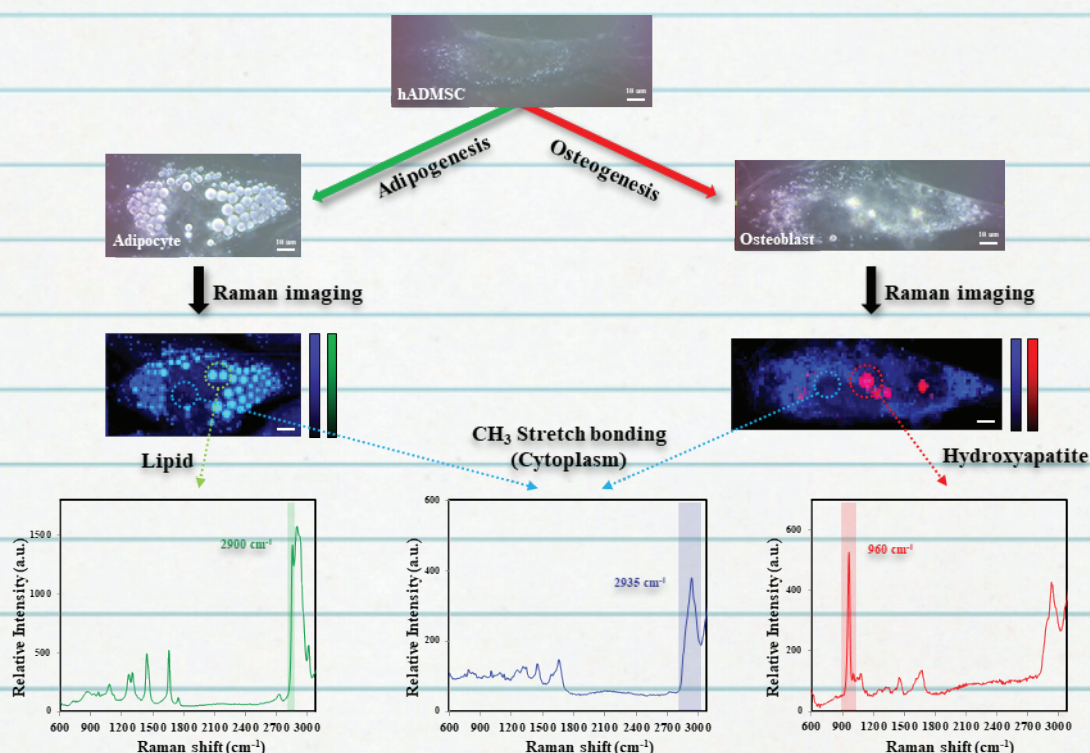 hADMSC
10 um
Adipogenesis
Osteogenesis
Adipocyte
10 um
Osteoblast
10 um
Raman imaging
Raman imaging
CH₃ Stretch bonding
(Cytoplasm)
Lipid
Hydroxyapatite
Relative Intensity (a.u.)
1500
1000
500
0
2900 cm⁻¹
600 900 1200 1500 1800 2100 2400 2700 3000
Raman shift (cm⁻¹)
Relative Intensity (a.u.)
600
400
200
0
2935 cm⁻¹
600 900 1200 1500 1800 2100 2400 2700 3000
Raman shift (cm⁻¹)
Relative Intensity (a.u.)
600
400
200
0
960 cm⁻¹
600 900 1200 1500 1800 2100 2400 2700 3000
Raman shift (cm⁻¹)